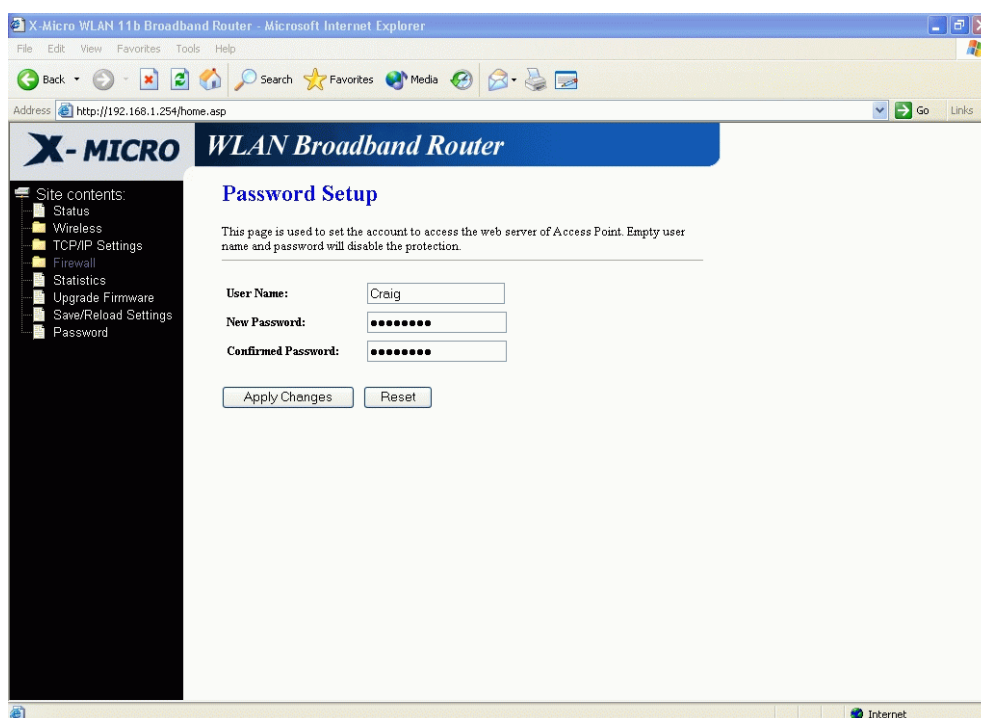 X-Micro WLAN 11b Broadband Router - Microsoft Internet Explorer
File Edit View Favorites Tools Help
Back Search Favorites Media
Address http://192.168.1.254/home.asp Go Links
X-MICRO WLAN Broadband Router
Site contents:
Status
Wireless
TCP/IP Settings
Firewall
Statistics
Upgrade Firmware
Save/Reload Settings
Password
Password Setup
This page is used to set the account to access the web server of Access Point. Empty user
name and password will disable the protection.
User Name: Craig
New Password: ●●●●●●●●
Confirmed Password: ●●●●●●●●
Apply Changes Reset
Internet